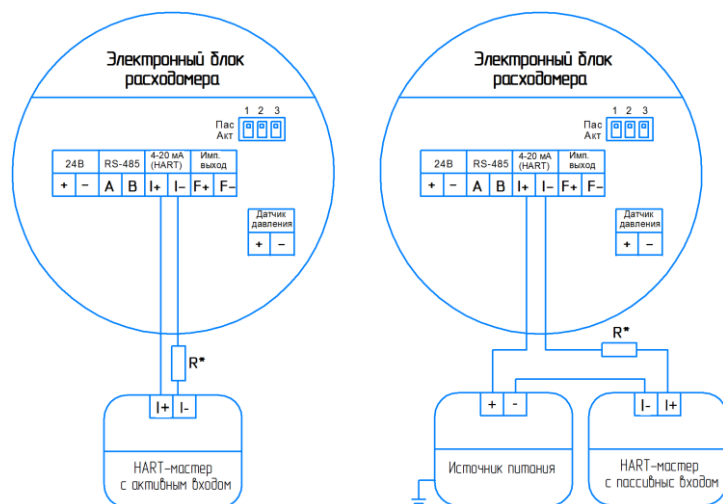 Электронный блок
расходомера
1 2 3
Пас
Акт
24В RS-485 4-20 мА (HART) Имп. выход
+ - A B I+ I- F+ F-
Датчик
давления
+ -
R*
I+ I-
HART-мастер
с активным входом
Электронный блок
расходомера
1 2 3
Пас
Акт
24В RS-485 4-20 мА (HART) Имп. выход
+ - A B I+ I- F+ F-
Датчик
давления
+ -
R*
+ -
Источник питания
I- I+
HART-мастер
с пассивныс входом